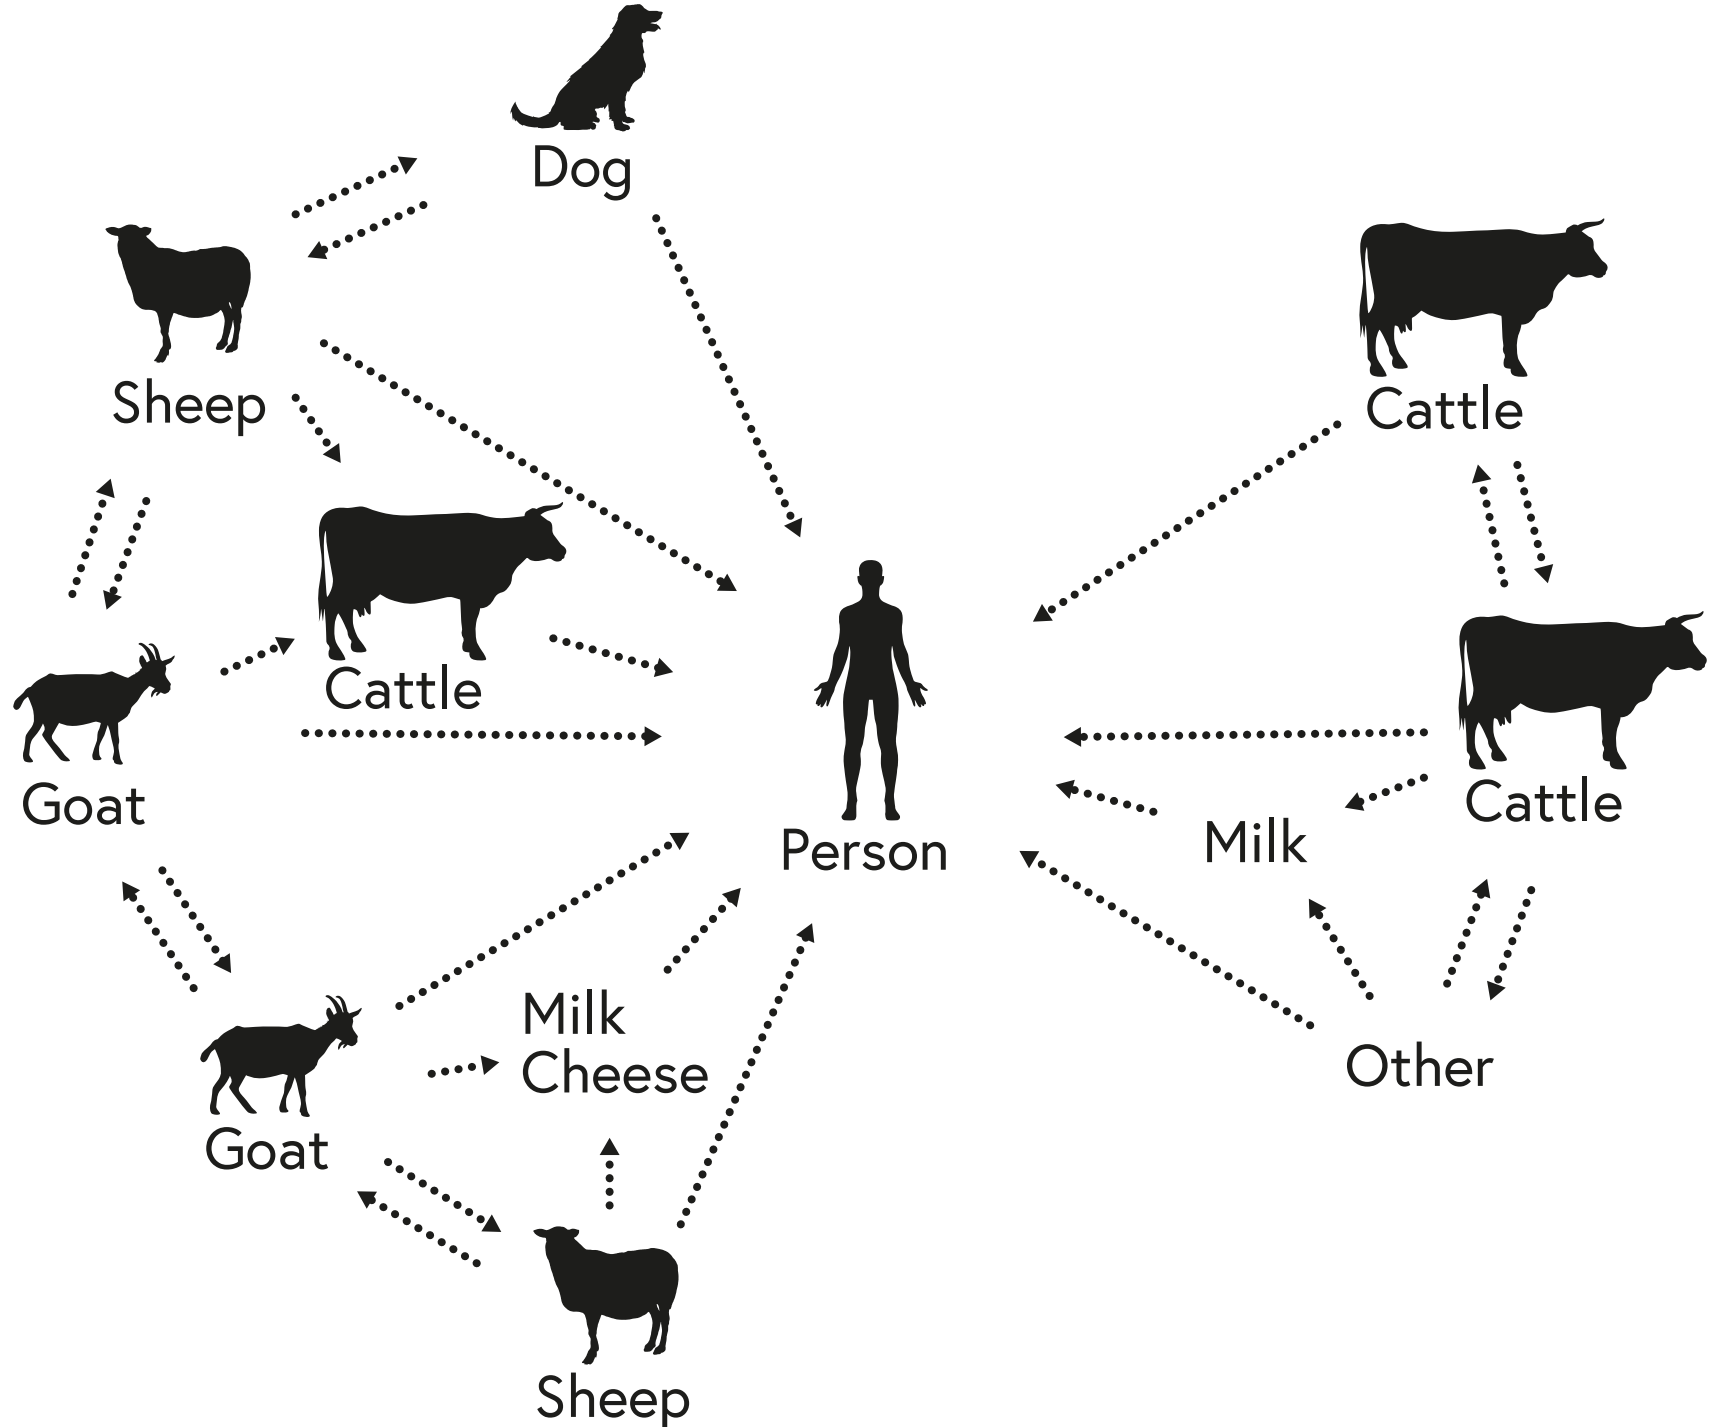 Dog
Sheep
Cattle
Cattle
Goat
Cattle
Person
Milk
Milk
Cheese
Other
Goat
Sheep